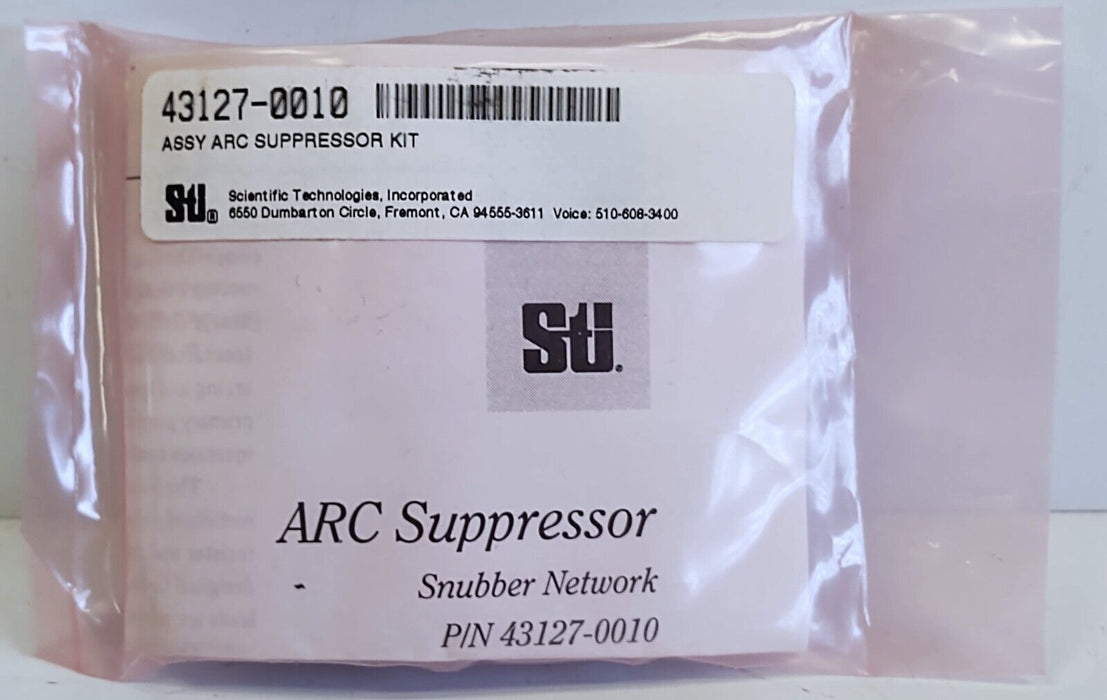 43127-0010
ASSY ARC SUPPRESSOR KIT
Sti®
Scientific Technologies, Incorporated
6550 Dumbarton Circle, Fremont, CA 94555-3611 Voice: 510-608-3400
Sti®
ARC Suppressor
Snubber Network
P/N 43127-0010